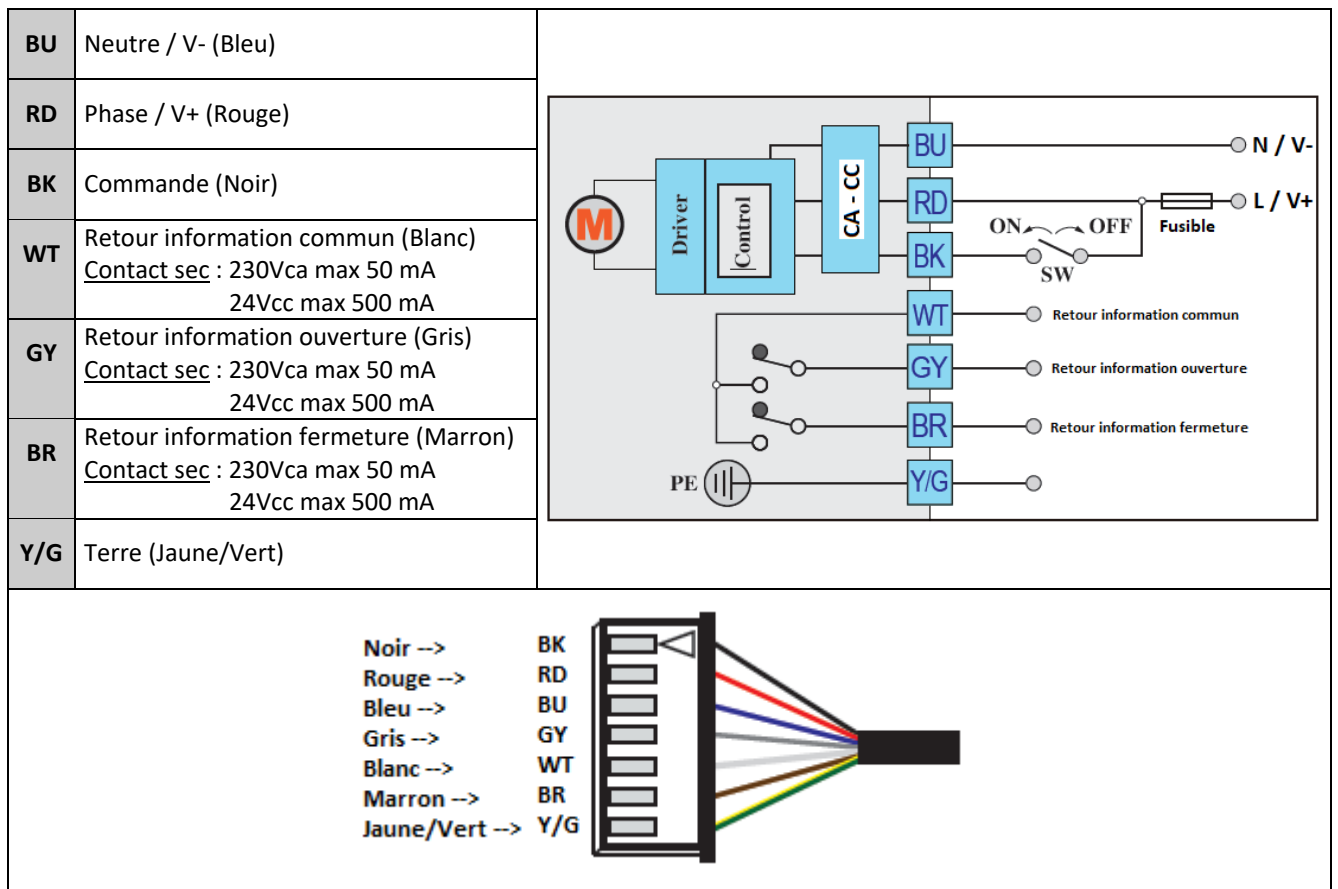 BU Neutre / V- (Bleu)
RD Phase / V+ (Rouge)
BK Commande (Noir)
WT Retour information commun (Blanc)
Contact sec : 230Vca max 50 mA
24Vcc max 500 mA
GY Retour information ouverture (Gris)
Contact sec : 230Vca max 50 mA
24Vcc max 500 mA
BR Retour information fermeture (Marron)
Contact sec : 230Vca max 50 mA
24Vcc max 500 mA
Y/G Terre (Jaune/Vert)
M
Driver
Control
CA - CC
BU N / V-
RD L / V+
Fusible
ON OFF
BK
SW
WT Retour information commun
GY Retour information ouverture
BR Retour information fermeture
PE Y/G
Noir --> BK
Rouge --> RD
Bleu --> BU
Gris --> GY
Blanc --> WT
Marron --> BR
Jaune/Vert --> Y/G